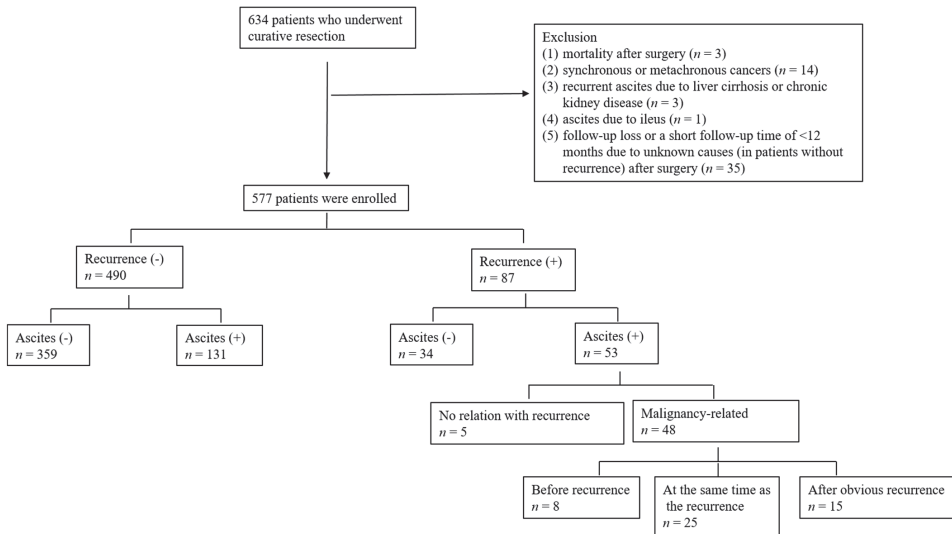 634 patients who underwent
curative resection
Exclusion
(1) mortality after surgery (n = 3)
(2) synchronous or metachronous cancers (n = 14)
(3) recurrent ascites due to liver cirrhosis or chronic
kidney disease (n = 3)
(4) ascites due to ileus (n = 1)
(5) follow-up loss or a short follow-up time of <12
months due to unknown causes (in patients without
recurrence) after surgery (n = 35)
577 patients were enrolled
Recurrence (-)
n = 490
Recurrence (+)
n = 87
Ascites (-)
n = 359
Ascites (+)
n = 131
Ascites (-)
n = 34
Ascites (+)
n = 53
No relation with recurrence
n = 5
Malignancy-related
n = 48
Before recurrence
n = 8
At the same time as
the recurrence
n = 25
After obvious recurrence
n = 15